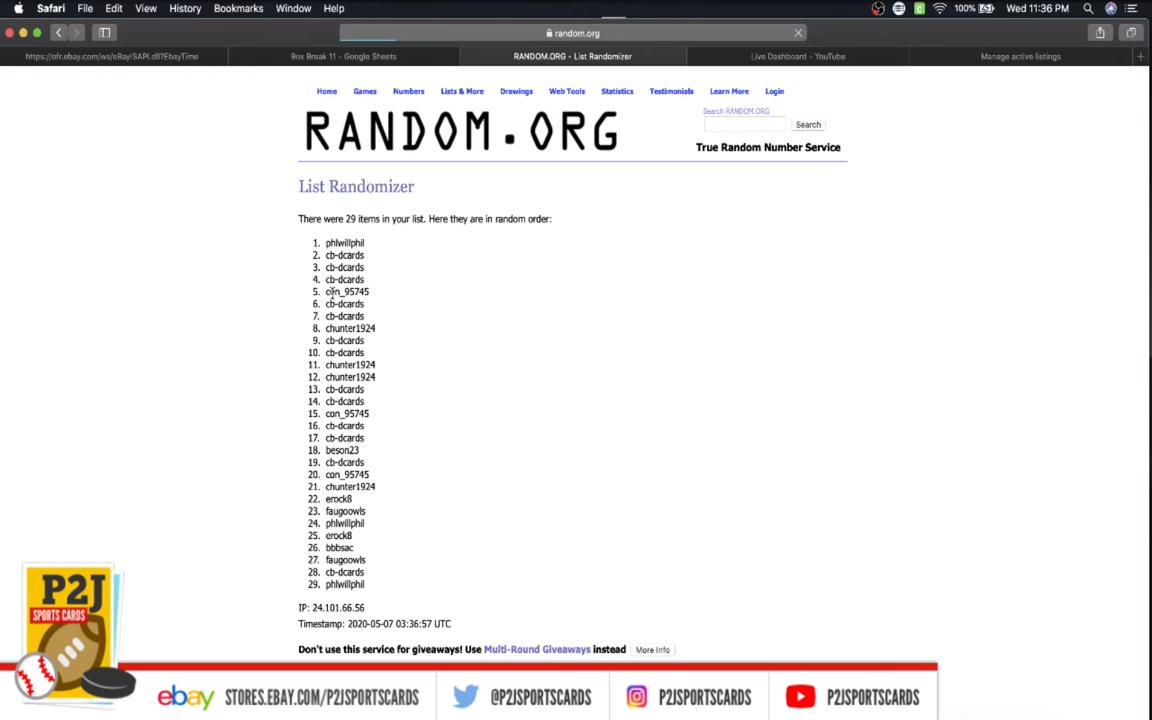 Safari File Edit View History Bookmarks Window Help 100% Wed 11:36 PM
random.org
https://ofr.ebay.com/ws/eBayISAPI.dll?EbayTime Box Break 11 - Google Sheets RANDOM.ORG - List Randomizer Live Dashboard - YouTube Manage active listings
Home Games Numbers Lists & More Drawings Web Tools Statistics Testimonials Learn More Login
Search RANDOM.ORG
Search
RANDOM.ORG
True Random Number Service
List Randomizer
There were 29 items in your list. Here they are in random order:
1. phlwillphil
2. cb-dcards
3. cb-dcards
4. cb-dcards
5. con_95745
6. cb-dcards
7. cb-dcards
8. chunter1924
9. cb-dcards
10. cb-dcards
11. chunter1924
12. chunter1924
13. cb-dcards
14. cb-dcards
15. con_95745
16. cb-dcards
17. cb-dcards
18. beson23
19. cb-dcards
20. con_95745
21. chunter1924
22. erock8
23. faugoowls
24. phlwillphil
25. erock8
26. bbbsac
27. faugoowls
28. cb-dcards
29. phlwillphil
IP: 24.101.66.56
Timestamp: 2020-05-07 03:36:57 UTC
Don't use this service for giveaways! Use Multi-Round Giveaways instead More Info
P2J
SPORTS CARDS
ebay STORES.EBAY.COM/P2JSPORTSCARDS @P2JSPORTSCARDS P2JSPORTSCARDS P2JSPORTSCARDS